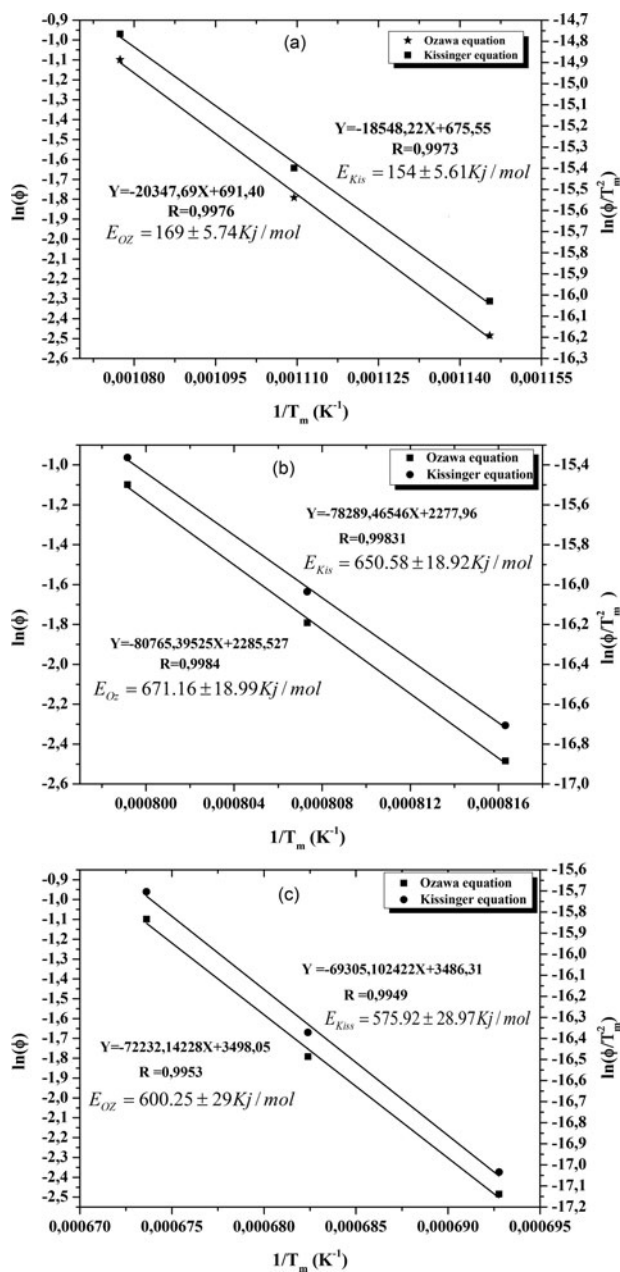 (a)
Ozawa equation
Kissinger equation
Y=-18548,22X+675,55
R=0,9973
E_Kis = 154 ± 5.61 Kj / mol
Y=-20347,69X+691,40
R=0,9976
E_OZ = 169 ± 5.74 Kj / mol
ln(ϕ)
-0,9
-1,0
-1,1
-1,2
-1,3
-1,4
-1,5
-1,6
-1,7
-1,8
-1,9
-2,0
-2,1
-2,2
-2,3
-2,4
-2,5
-2,6
ln(ϕ/T²m)
-14,7
-14,8
-14,9
-15,0
-15,1
-15,2
-15,3
-15,4
-15,5
-15,6
-15,7
-15,8
-15,9
-16,0
-16,1
-16,2
-16,3
0,001080 0,001095 0,001110 0,001125 0,001140 0,001155
1/Tm (K⁻¹)
(b)
Ozawa equation
Kissinger equation
Y=-78289,46546X+2277,96
R=0,99831
E_Kis = 650.58 ± 18.92 Kj / mol
Y=-80765,39525X+2285,527
R=0,9984
E_Oz = 671.16 ± 18.99 Kj / mol
ln(ϕ)
-1,0
-1,2
-1,4
-1,6
-1,8
-2,0
-2,2
-2,4
-2,6
ln(ϕ/T²m)
-15,4
-15,6
-15,8
-16,0
-16,2
-16,4
-16,6
-16,8
-17,0
0,000800 0,000804 0,000808 0,000812 0,000816
1/Tm (K⁻¹)
(c)
Ozawa equation
Kissinger equation
Y =-69305,102422X+3486,31
R =0,9949
E_Kiss = 575.92 ± 28.97 Kj / mol
Y=-72232,14228X+3498,05
R =0,9953
E_OZ = 600.25 ± 29 Kj / mol
ln(ϕ)
-0,9
-1,0
-1,1
-1,2
-1,3
-1,4
-1,5
-1,6
-1,7
-1,8
-1,9
-2,0
-2,1
-2,2
-2,3
-2,4
-2,5
ln(ϕ/T²m)
-15,6
-15,7
-15,8
-15,9
-16,0
-16,1
-16,2
-16,3
-16,4
-16,5
-16,6
-16,7
-16,8
-16,9
-17,0
-17,1
-17,2
0,000670 0,000675 0,000680 0,000685 0,000690 0,000695
1/Tm (K⁻¹)